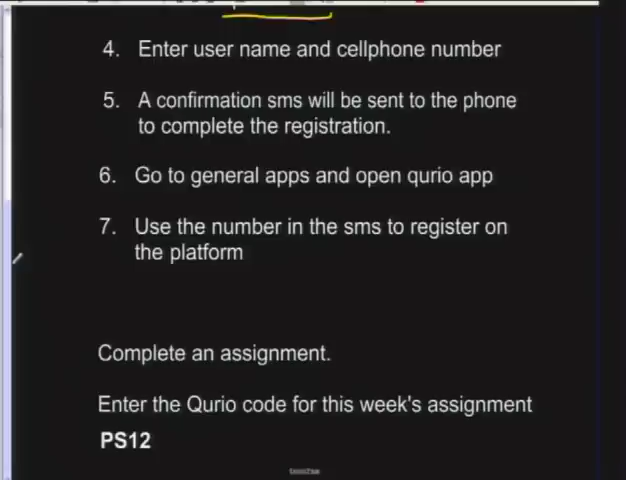 4. Enter user name and cellphone number
5. A confirmation sms will be sent to the phone
to complete the registration.
6. Go to general apps and open qurio app
7. Use the number in the sms to register on
the platform
Complete an assignment.
Enter the Qurio code for this week's assignment
PS12